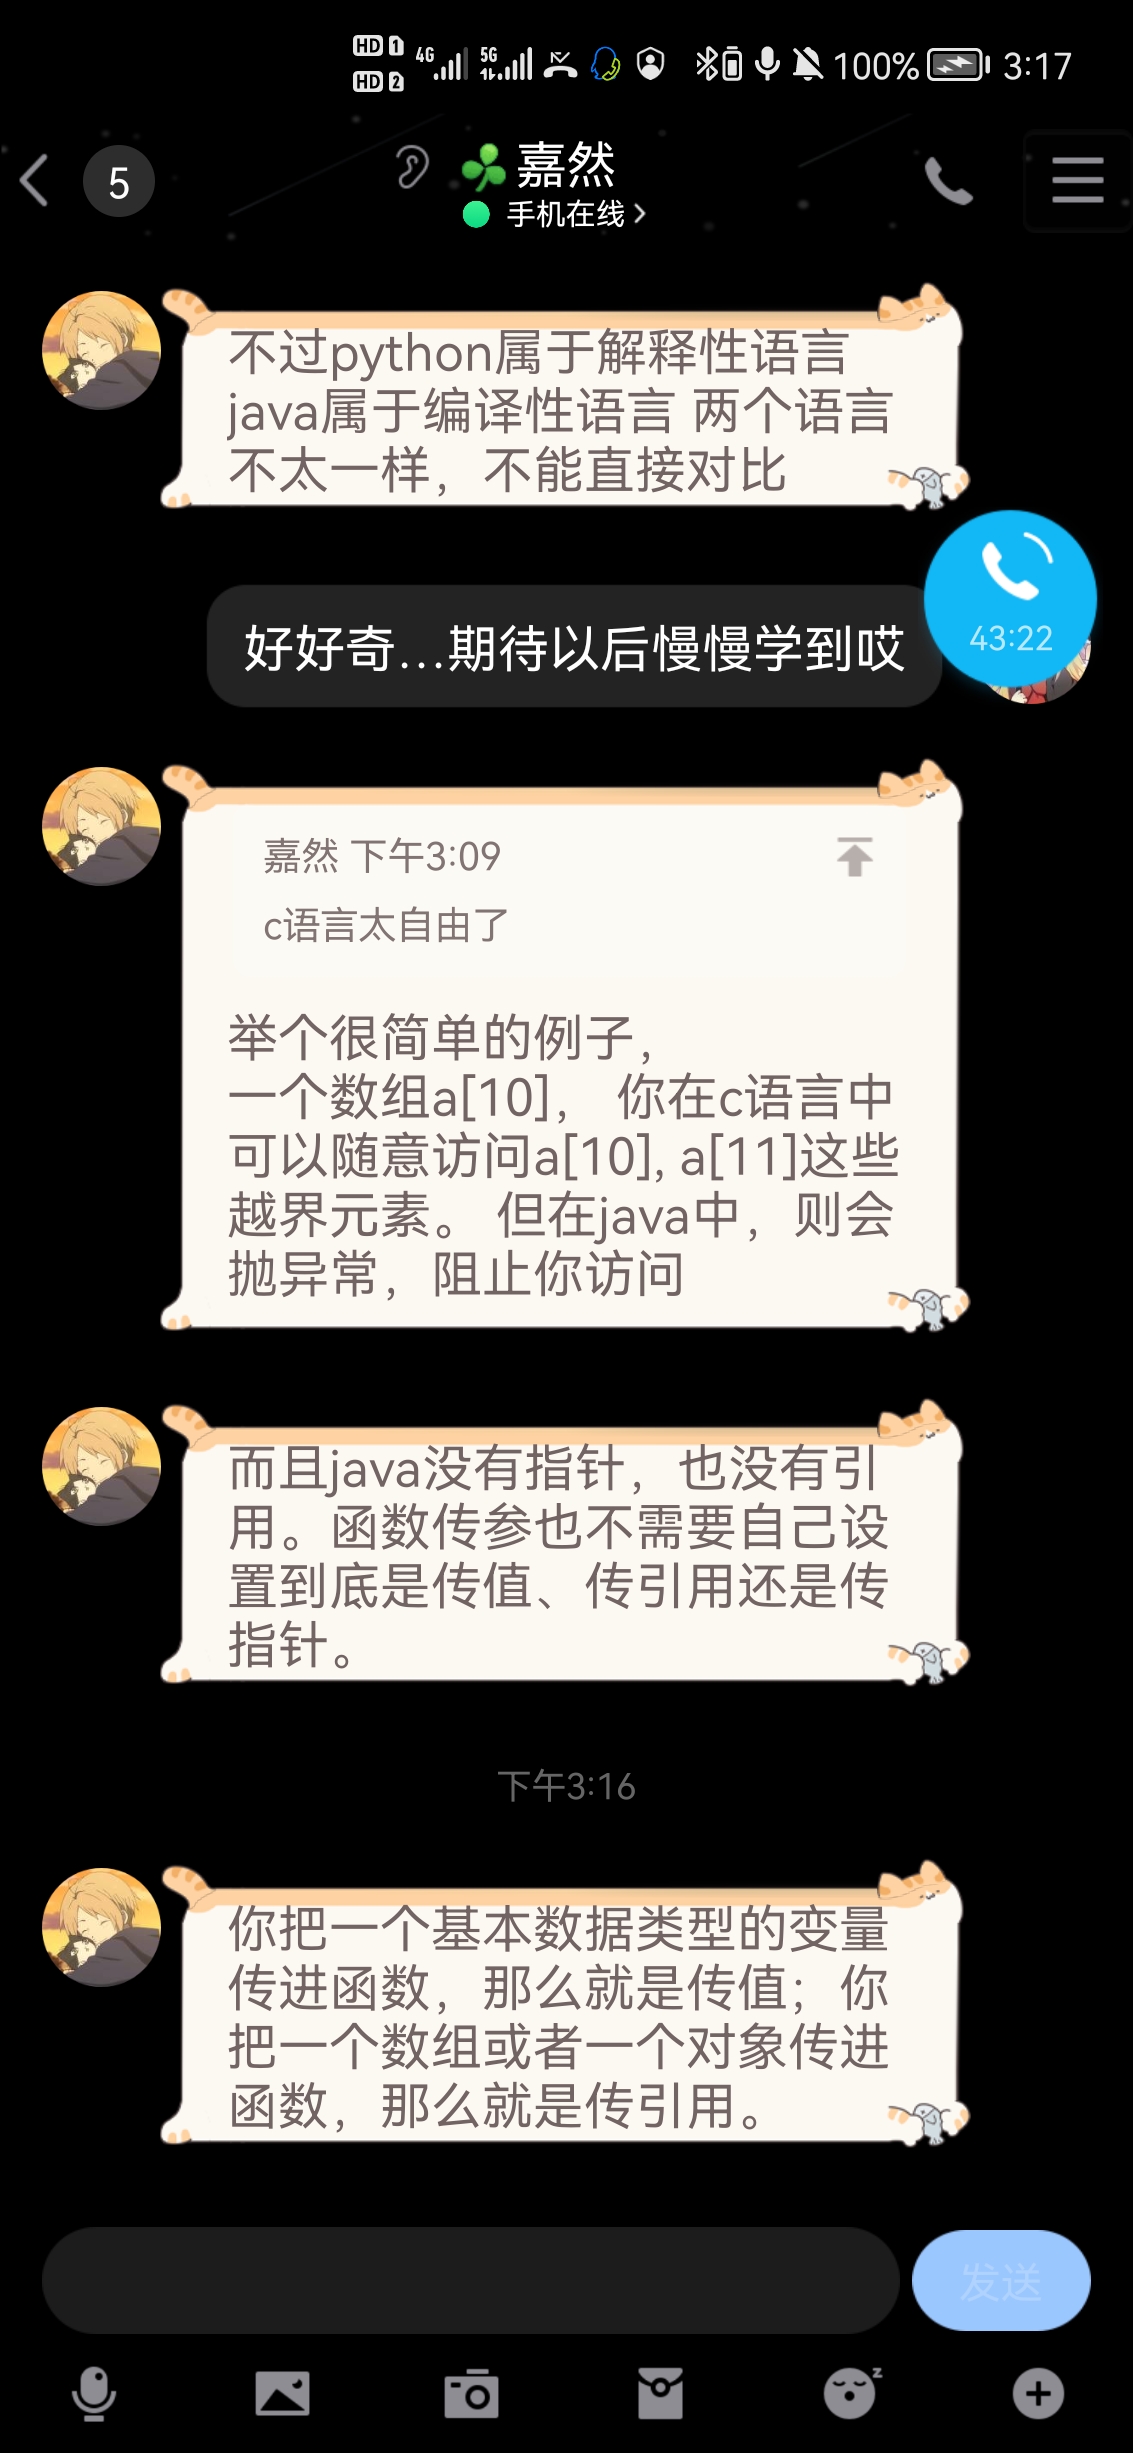 HD 1 4G 5G 100% 3:17
HD 2
5 嘉然
手机在线
不过python属于解释性语言
java属于编译性语言 两个语言
不太一样，不能直接对比
43:22
好好奇...期待以后慢慢学到哎
嘉然 下午3:09
c语言太自由了
举个很简单的例子，
一个数组a[10]， 你在c语言中
可以随意访问a[10], a[11]这些
越界元素。 但在java中，则会
抛异常，阻止你访问
而且java没有指针，也没有引
用。函数传参也不需要自己设
置到底是传值、传引用还是传
指针。
下午3:16
你把一个基本数据类型的变量
传进函数，那么就是传值；你
把一个数组或者一个对象传进
函数，那么就是传引用。
发送